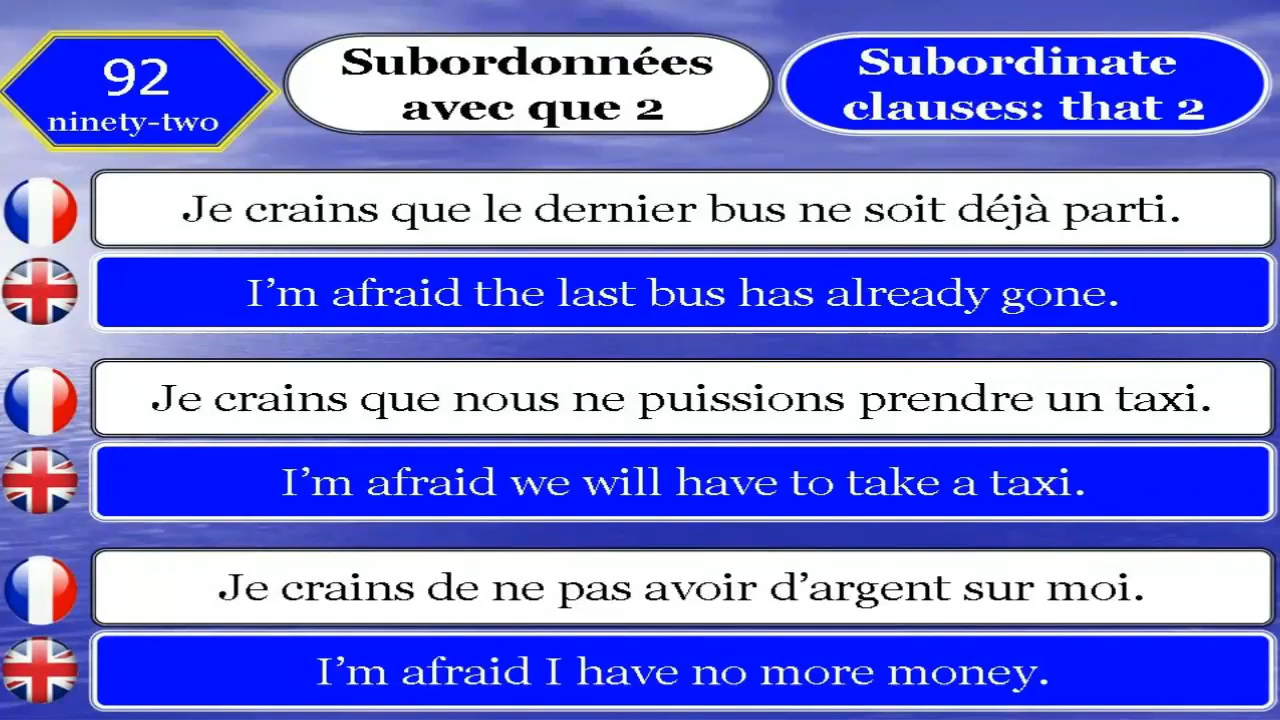 92
ninety-two
Subordonnées
avec que 2
Subordinate
clauses: that 2
Je crains que le dernier bus ne soit déjà parti.
I’m afraid the last bus has already gone.
Je crains que nous ne puissions prendre un taxi.
I’m afraid we will have to take a taxi.
Je crains de ne pas avoir d’argent sur moi.
I’m afraid I have no more money.